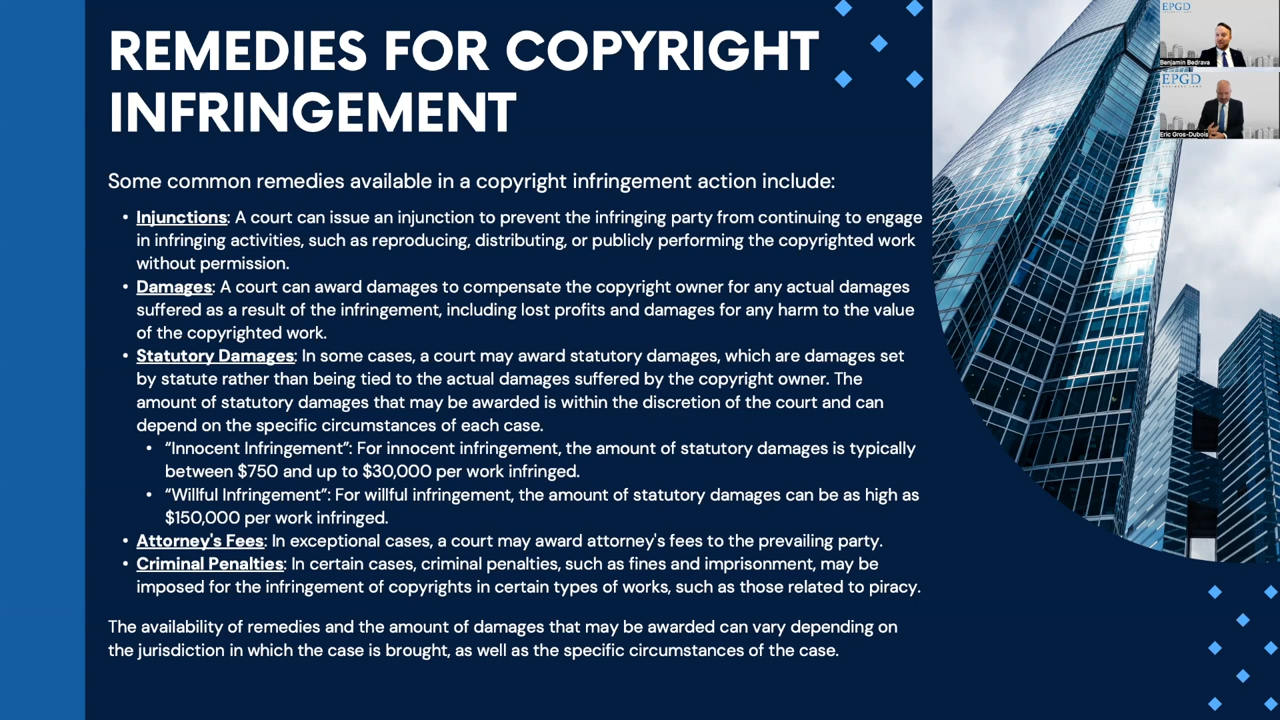 REMEDIES FOR COPYRIGHT
INFRINGEMENT
Some common remedies available in a copyright infringement action include:
• Injunctions: A court can issue an injunction to prevent the infringing party from continuing to engage
in infringing activities, such as reproducing, distributing, or publicly performing the copyrighted work
without permission.
• Damages: A court can award damages to compensate the copyright owner for any actual damages
suffered as a result of the infringement, including lost profits and damages for any harm to the value
of the copyrighted work.
• Statutory Damages: In some cases, a court may award statutory damages, which are damages set
by statute rather than being tied to the actual damages suffered by the copyright owner. The
amount of statutory damages that may be awarded is within the discretion of the court and can
depend on the specific circumstances of each case.
• “Innocent Infringement”: For innocent infringement, the amount of statutory damages is typically
between $750 and up to $30,000 per work infringed.
• “Willful Infringement”: For willful infringement, the amount of statutory damages can be as high as
$150,000 per work infringed.
• Attorney's Fees: In exceptional cases, a court may award attorney's fees to the prevailing party.
• Criminal Penalties: In certain cases, criminal penalties, such as fines and imprisonment, may be
imposed for the infringement of copyrights in certain types of works, such as those related to piracy.
The availability of remedies and the amount of damages that may be awarded can vary depending on
the jurisdiction in which the case is brought, as well as the specific circumstances of the case.
EPGD
Benjamin Bedrava
EPGD
Eric Gros-Dubois